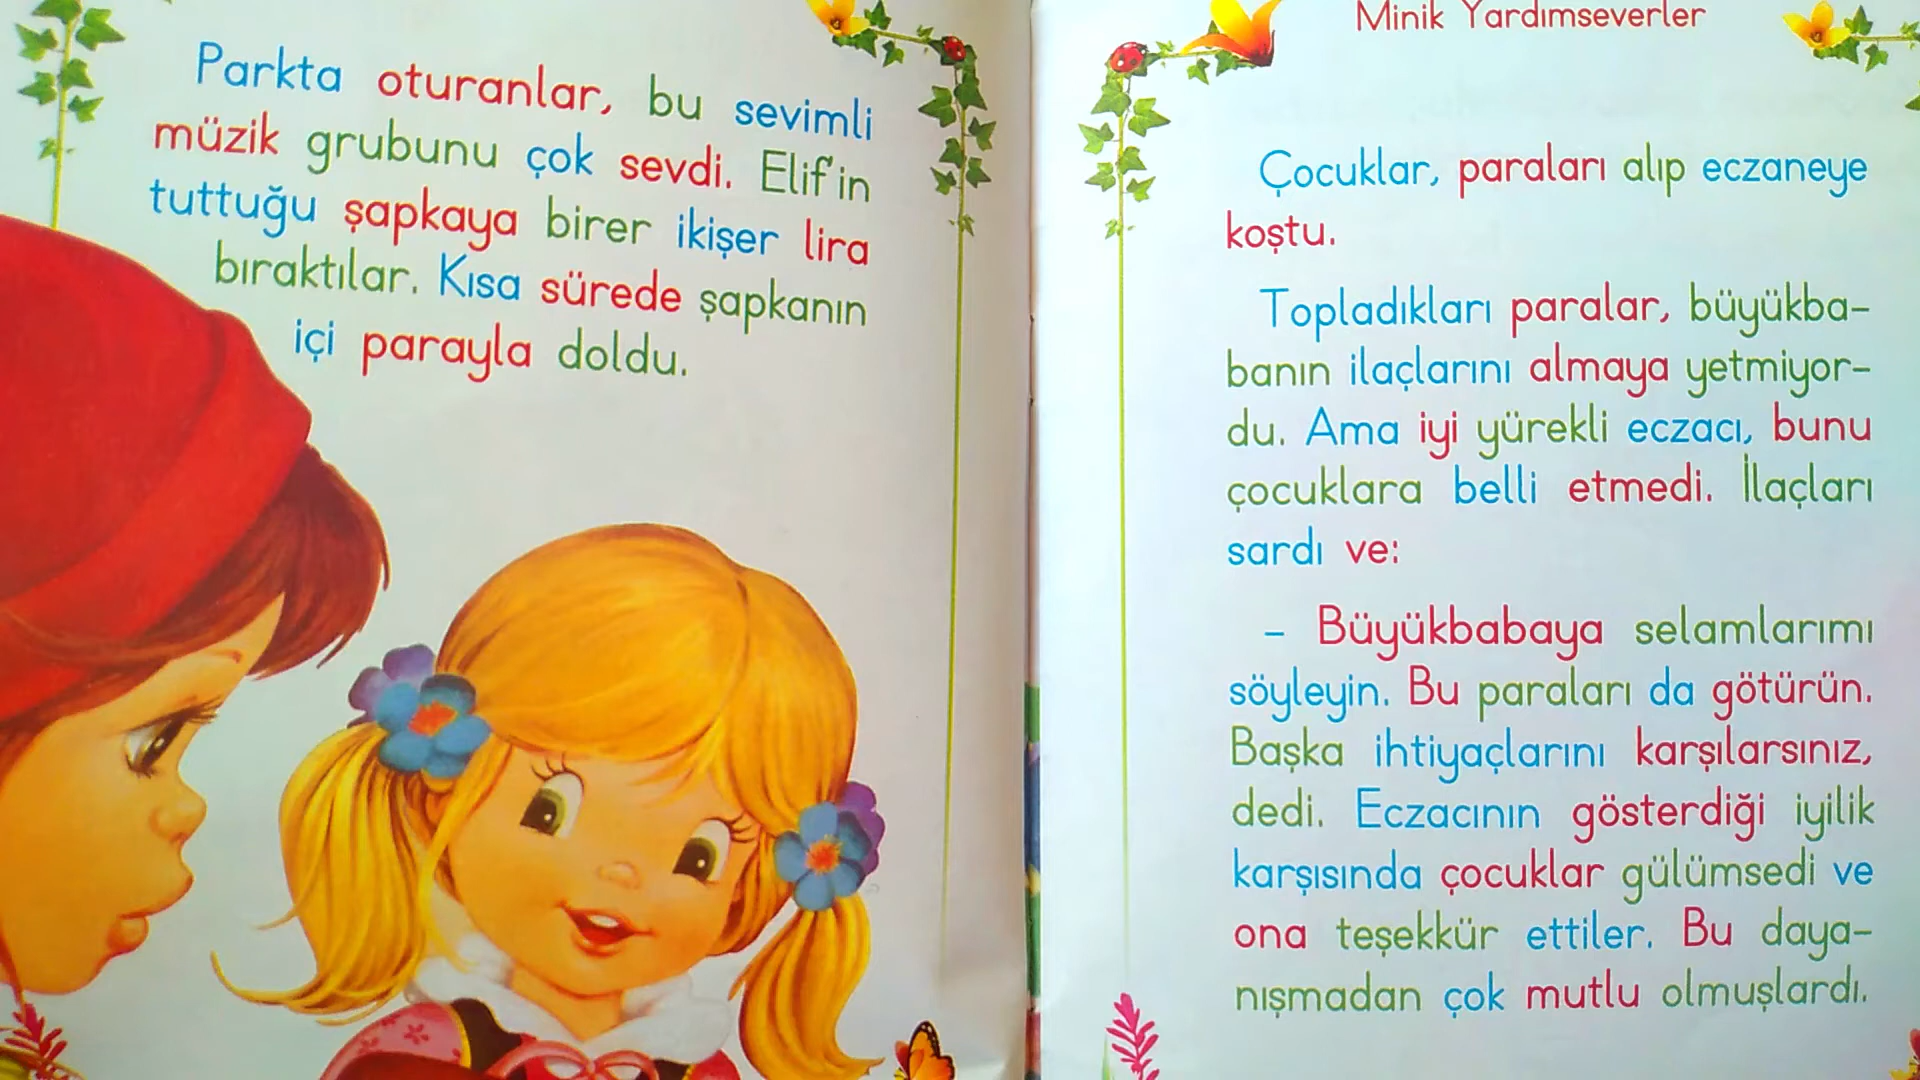 Parkta oturanlar, bu sevimli
müzik grubunu çok sevdi. Elif'in
tuttuğu şapkaya birer ikişer lira
bıraktılar. Kısa sürede şapkanın
içi parayla doldu.
Minik Yardımseverler
Çocuklar, paraları alıp eczaneye
koştu.
Topladıkları paralar, büyükba-
banın ilaçlarını almaya yetmiyor-
du. Ama iyi yürekli eczacı, bunu
çocuklara belli etmedi. İlaçları
sardı ve:
– Büyükbabaya selamlarımı
söyleyin. Bu paraları da götürün.
Başka ihtiyaçlarını karşılarsınız,
dedi. Eczacının gösterdiği iyilik
karşısında çocuklar gülümsedi ve
ona teşekkür ettiler. Bu daya-
nışmadan çok mutlu olmuşlardı.